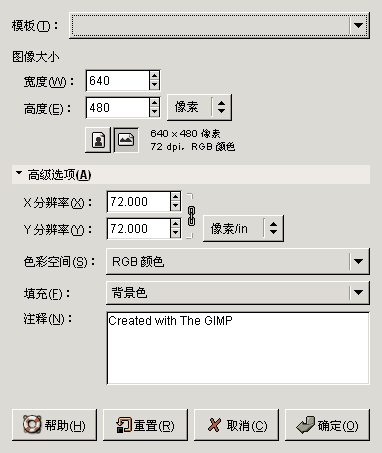 模板(T)：
图像大小
宽度(W)： 640
高度(E)： 480 像素
640 × 480 像素
72 dpi，RGB 颜色
高级选项(A)
X 分辨率(X)： 72.000
Y 分辨率(Y)： 72.000 像素/in
色彩空间(S)： RGB 颜色
填充(F)： 背景色
注释(N)： Created with The GIMP
帮助(H) 重置(R) 取消(C) 确定(O)